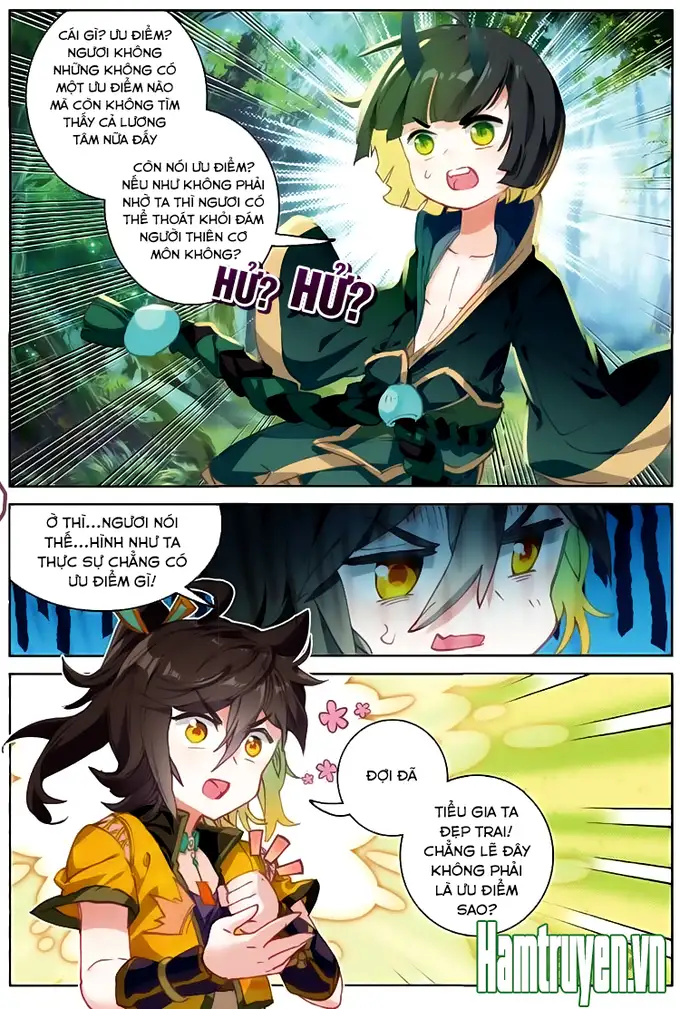 CÁI GÌ? ƯU ĐIỂM?
NGƯƠI KHÔNG
NHỮNG KHÔNG CÓ
MỘT ƯU ĐIỂM NÀO
MÀ CÒN KHÔNG TÌM
THẤY CẢ LƯƠNG
TÂM NỮA ĐẤY
CÒN NÓI ƯU ĐIỂM?
NẾU NHƯ KHÔNG PHẢI
NHỜ TA THÌ NGƯƠI CÓ
THỂ THOÁT KHỎI ĐÁM
NGƯỜI THIÊN CƠ
MÔN KHÔNG?
HỬ? HỬ?
Ờ THÌ...NGƯƠI NÓI
THẾ...HÌNH NHƯ TA
THỰC SỰ CHẲNG CÓ
ƯU ĐIỂM GÌ!
ĐỢI ĐÃ
TIỂU GIA TA
ĐẸP TRAI!
CHẲNG LẼ ĐÂY
KHÔNG PHẢI
LÀ ƯU ĐIỂM
SAO?
Hamtruyen.vn